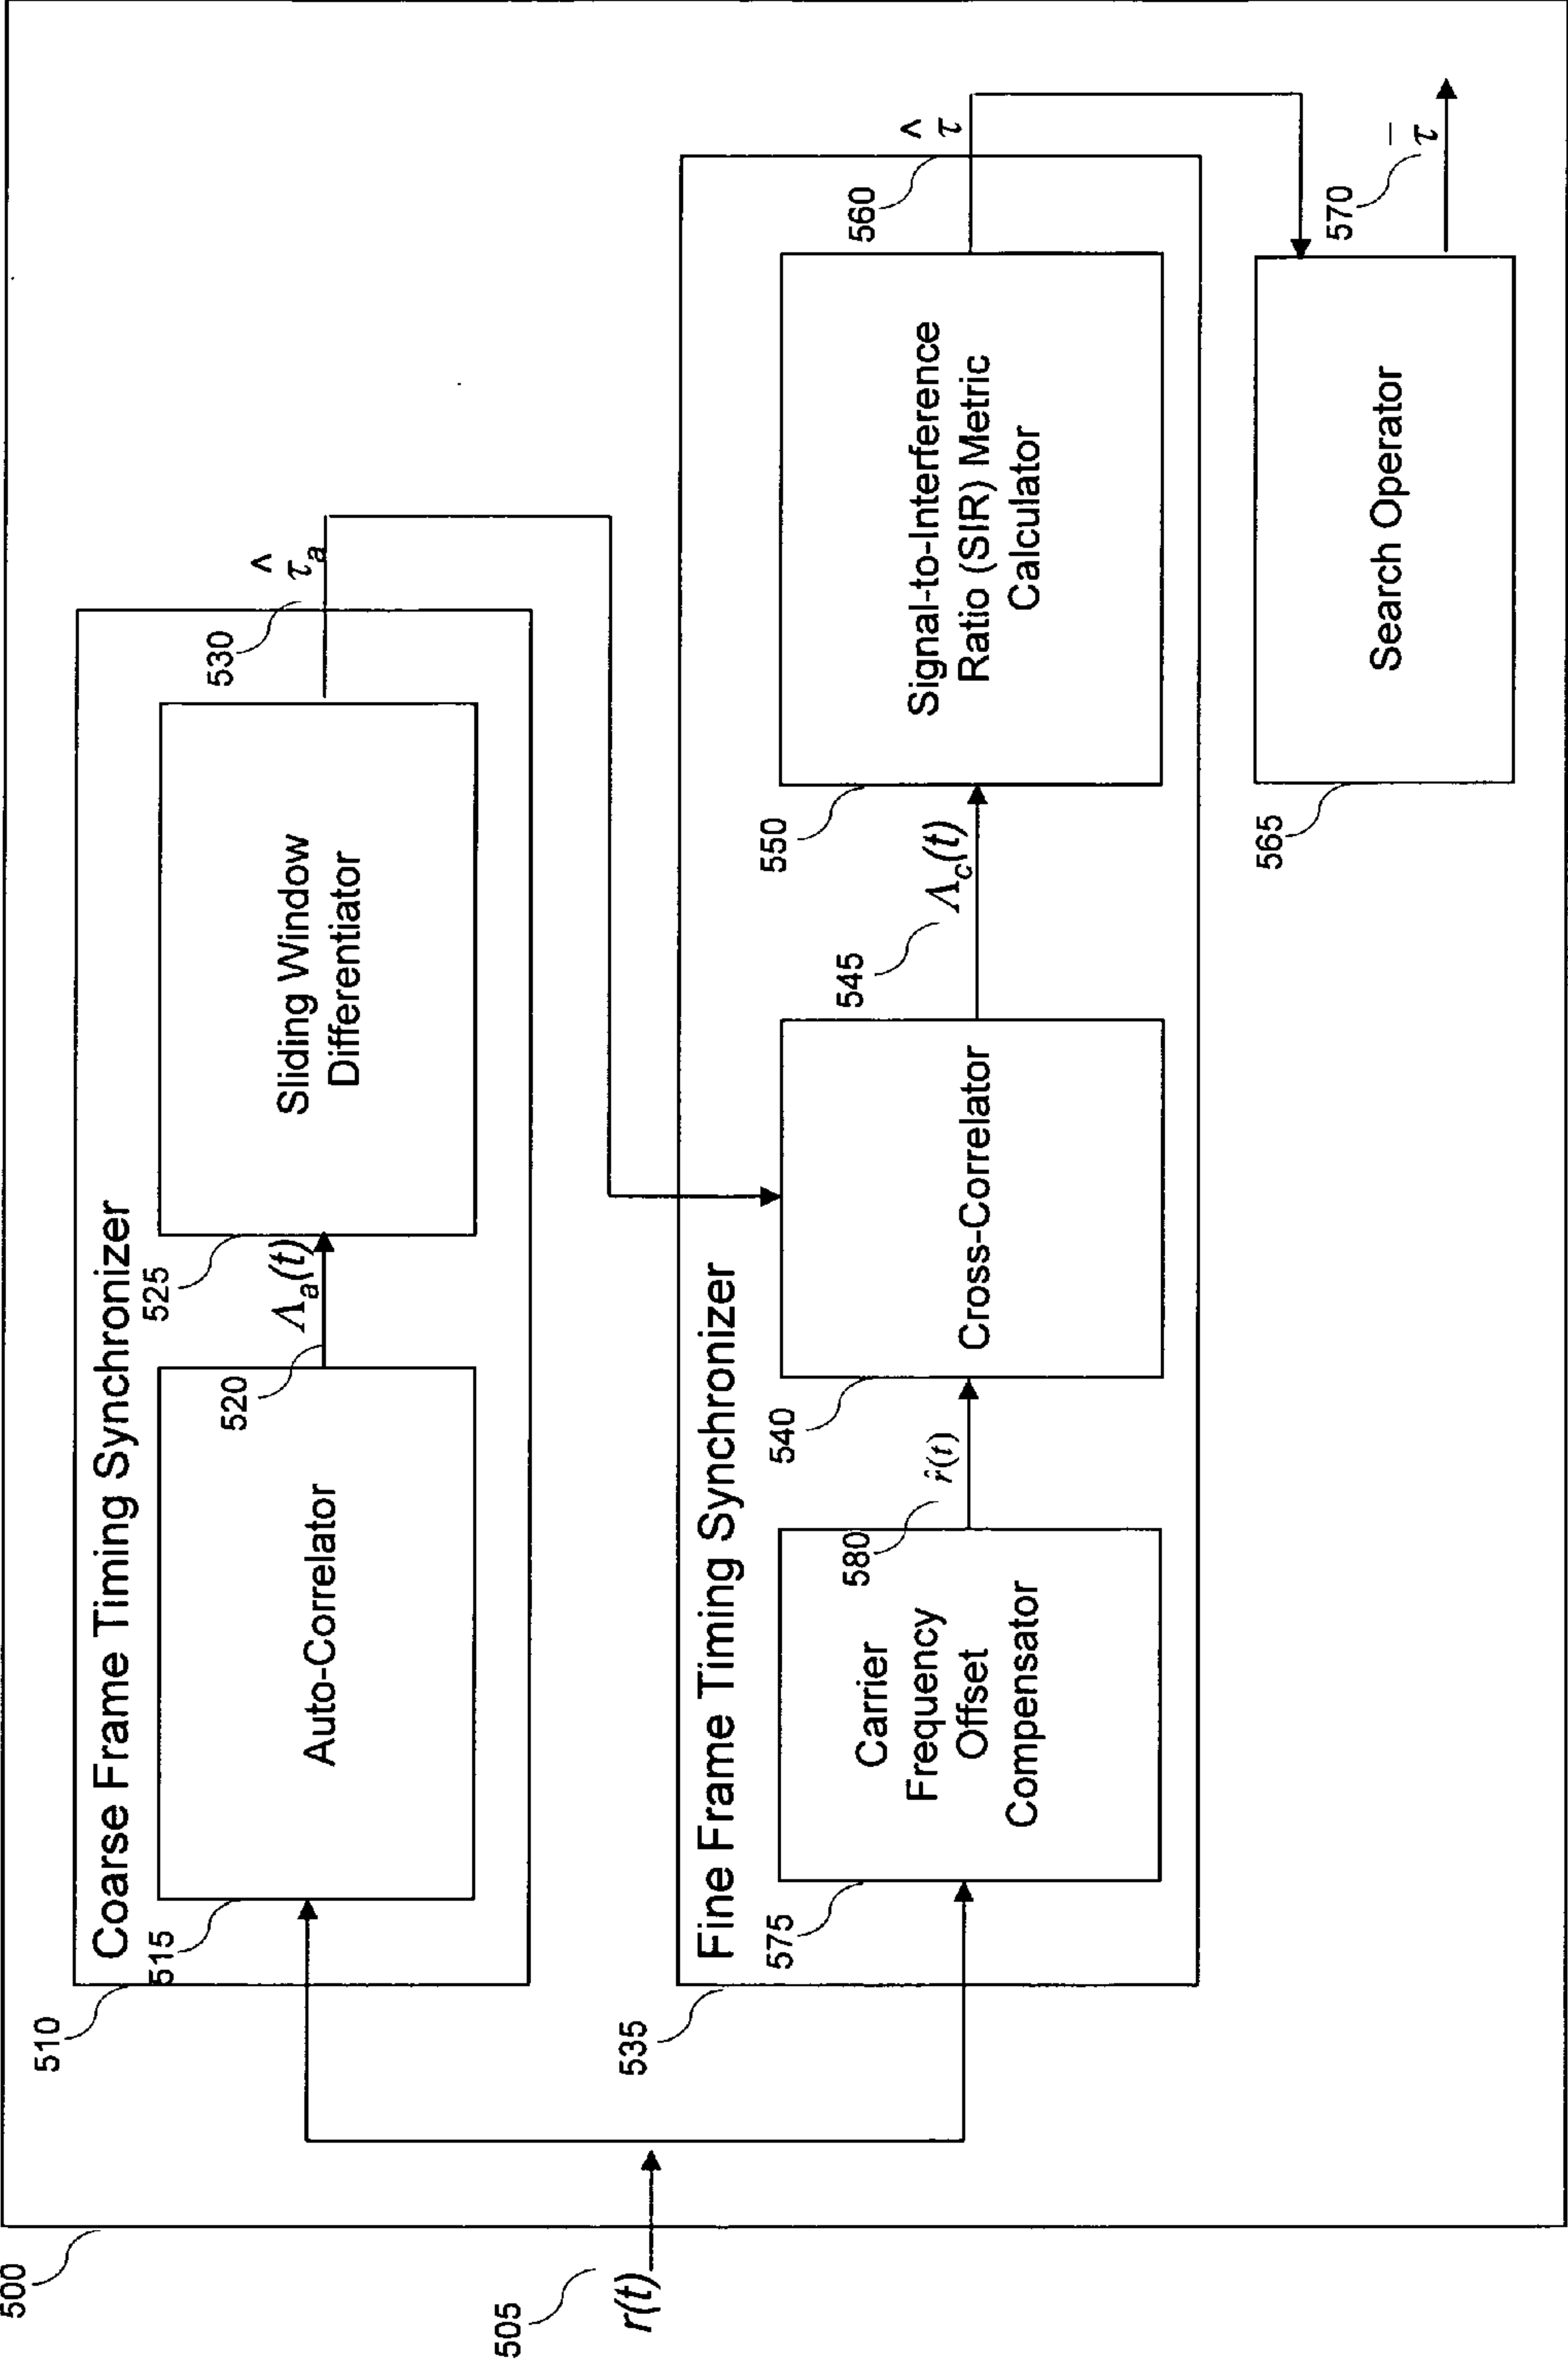 500
505
r(t)
510
Coarse Frame Timing Synchronizer
515
Auto-Correlator
520
Λa(t)
525
Sliding Window
Differentiator
530
τ̂a
535
Fine Frame Timing Synchronizer
575
Carrier
Frequency
Offset
Compensator
580
r̂(t)
540
Cross-Correlator
545
Λc(t)
550
Signal-to-Interference
Ratio (SIR) Metric
Calculator
560
τ̂
565
Search Operator
570
τ̄